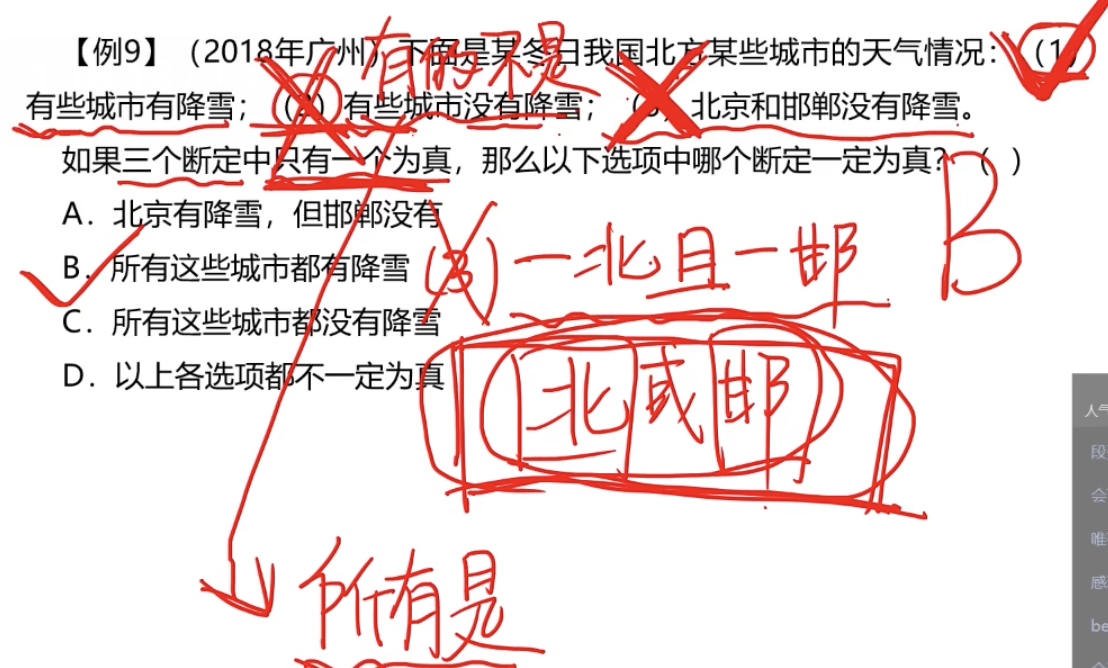 【例9】（2018年广州）下面是某冬日我国北方某些城市的天气情况：（1）
有些城市有降雪；（2）有些城市没有降雪；（3）北京和邯郸没有降雪。
如果三个断定中只有一个为真，那么以下选项中哪个断定一定为真？（ ）
A．北京有降雪，但邯郸没有
B．所有这些城市都有降雪
C．所有这些城市都没有降雪
D．以上各选项都不一定为真
有的不是
B
(3) 一北且一邯
北或邯
所有是
人气
段
会
唯
感
be